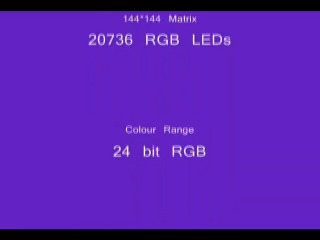 144*144 Matrix
20736 RGB LEDs
Colour Range
24 bit RGB